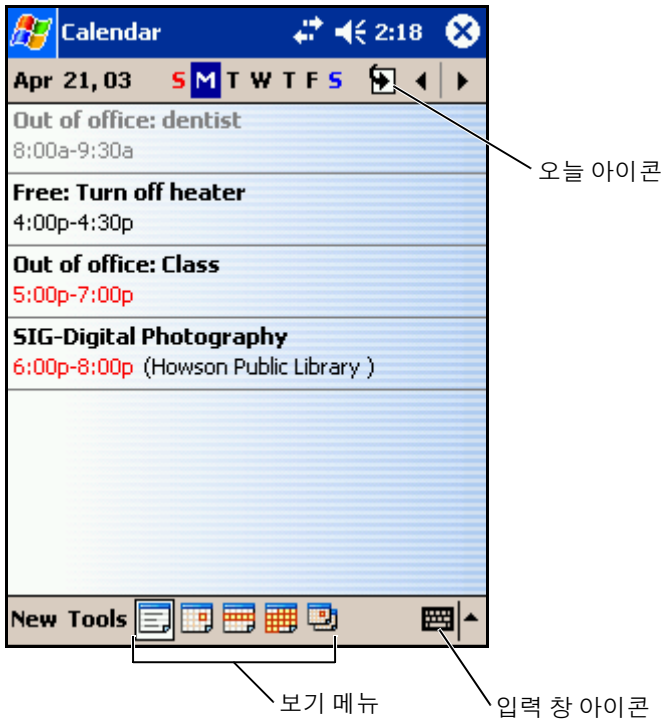 Calendar 2:18
Apr 21, 03 S M T W T F S
오늘 아이콘
Out of office: dentist
8:00a-9:30a
Free: Turn off heater
4:00p-4:30p
Out of office: Class
5:00p-7:00p
SIG-Digital Photography
6:00p-8:00p (Howson Public Library )
New Tools
보기 메뉴
입력 창 아이콘